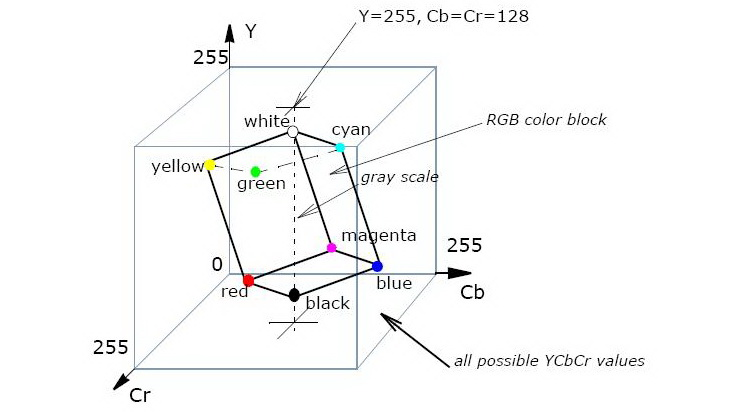 Y=255, Cb=Cr=128
Y
255
white
cyan
RGB color block
yellow
green
gray scale
magenta
255
0
Cb
red
black
blue
255
all possible YCbCr values
Cr